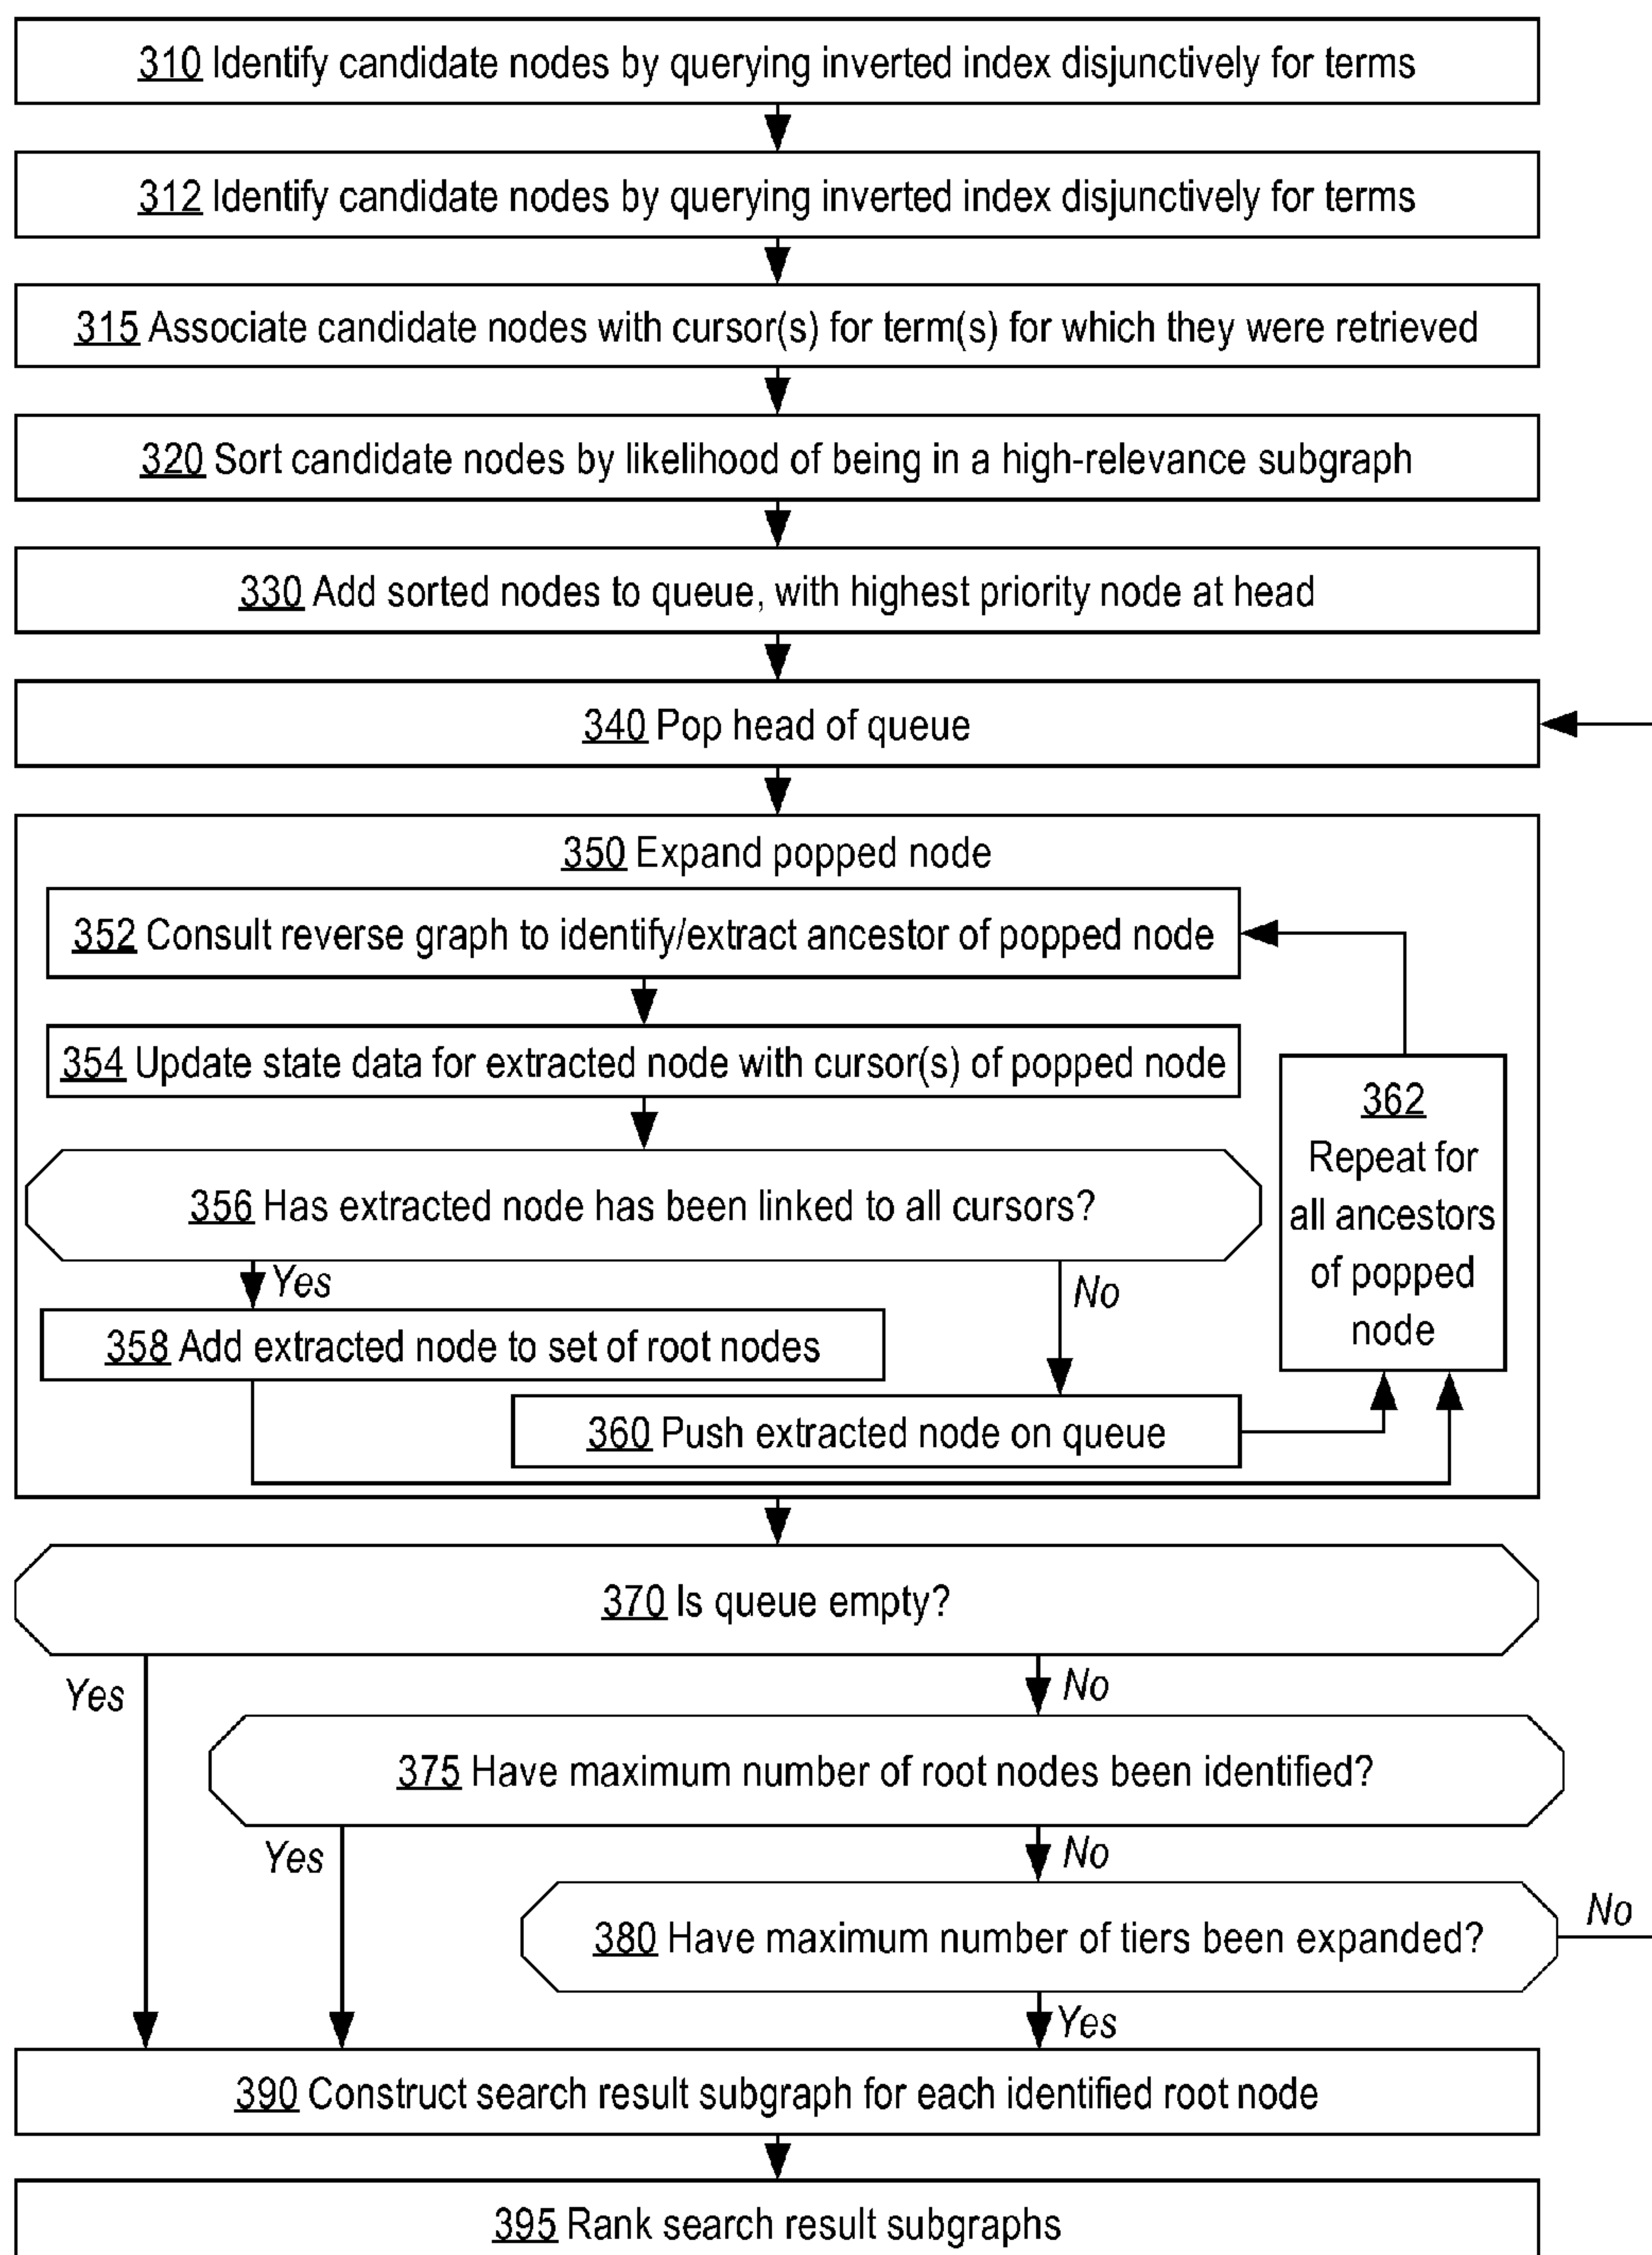 310 Identify candidate nodes by querying inverted index disjunctively for terms
312 Identify candidate nodes by querying inverted index disjunctively for terms
315 Associate candidate nodes with cursor(s) for term(s) for which they were retrieved
320 Sort candidate nodes by likelihood of being in a high-relevance subgraph
330 Add sorted nodes to queue, with highest priority node at head
340 Pop head of queue
350 Expand popped node
352 Consult reverse graph to identify/extract ancestor of popped node
354 Update state data for extracted node with cursor(s) of popped node
356 Has extracted node has been linked to all cursors?
Yes
No
358 Add extracted node to set of root nodes
360 Push extracted node on queue
362
Repeat for
all ancestors
of popped
node
370 Is queue empty?
Yes
No
375 Have maximum number of root nodes been identified?
Yes
No
380 Have maximum number of tiers been expanded?
No
Yes
390 Construct search result subgraph for each identified root node
395 Rank search result subgraphs